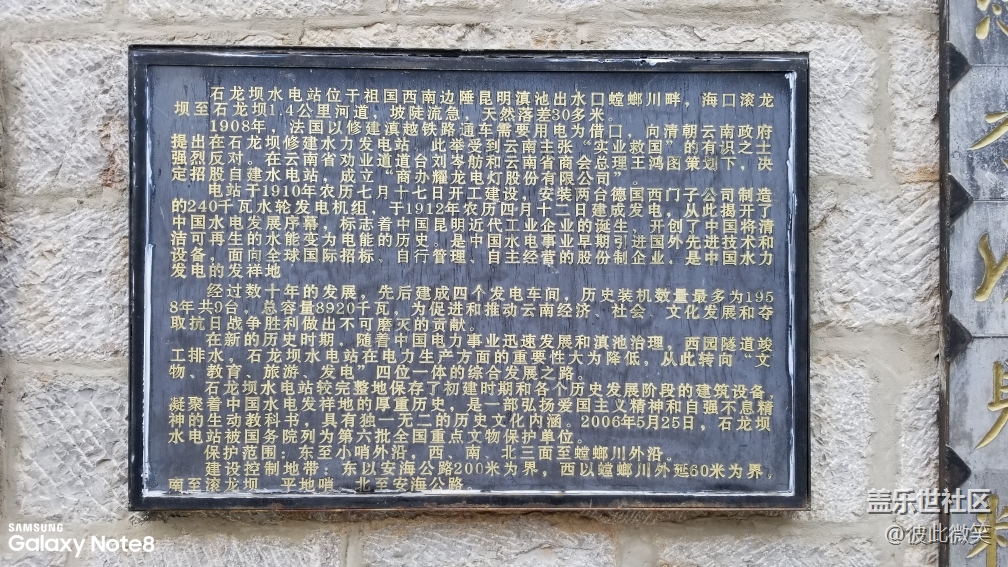 石龙坝水电站位于祖国西南边陲昆明滇池出水口螳螂川畔，海口滚龙
坝至石龙坝1.4公里河道，坡陡流急，天然落差30多米。
1908年，法国以修建滇越铁路通车需要用电为借口，向清朝云南政府
提出在石龙坝修建水力发电站。此举受到云南主张“实业救国”的有识之士
强烈反对。在云南省劝业道道台刘岑舫和云南省商会总理王鸿图策划下，决
定招股自建水电站，成立“商办耀龙电灯股份有限公司”。
电站于1910年农历七月十七日开工建设，安装两台德国西门子公司制造
的240千瓦水轮发电机组，于1912年农历四月十二日建成发电，从此揭开了
中国水电发展序幕，标志着中国昆明近代工业企业的诞生、开创了中国将清
洁可再生的水能变为电能的历史。是中国水电事业早期引进国外先进技术和
设备，面向全球国际招标、自行管理、自主经营的股份制企业、是中国水力
发电的发祥地
经过数十年的发展，先后建成四个发电车间，历史装机数量最多为195
8年共9台，总容量8920千瓦，为促进和推动云南经济、社会、文化发展和夺
取抗日战争胜利做出不可磨灭的贡献。
在新的历史时期，随着中国电力事业迅速发展和滇池治理，西园隧道竣
工排水。石龙坝水电站在电力生产方面的重要性大为降低，从此转向“文
物、教育、旅游、发电”四位一体的综合发展之路。
石龙坝水电站较完整地保存了初建时期和各个历史发展阶段的建筑设备，
凝聚着中国水电发祥地的厚重历史，是一部弘扬爱国主义精神和自强不息精
神的生动教科书，具有独一无二的历史文化内涵。2006年5月25日，石龙坝
水电站被国务院列为第六批全国重点文物保护单位。
保护范围：东至小哨外沿，西、南、北三面至螳螂川外沿。
建设控制地带：东以安海公路200米为界，西以螳螂川外延60米为界，
南至滚龙坝、平地哨，北至安海公路。
SAMSUNG
Galaxy Note8
盖乐世社区
@彼此微笑